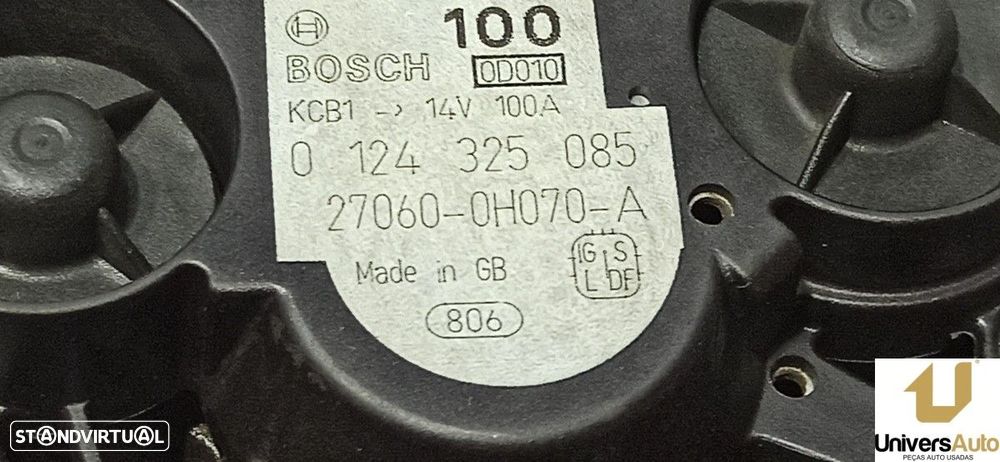 100
BOSCH 0D010
KCB1 -> 14V 100A
0 124 325 085
27060-0H070-A
Made in GB
IG S
L DF
806
STANDVIRTUAL
UniversAuto
PEÇAS AUTO USADAS